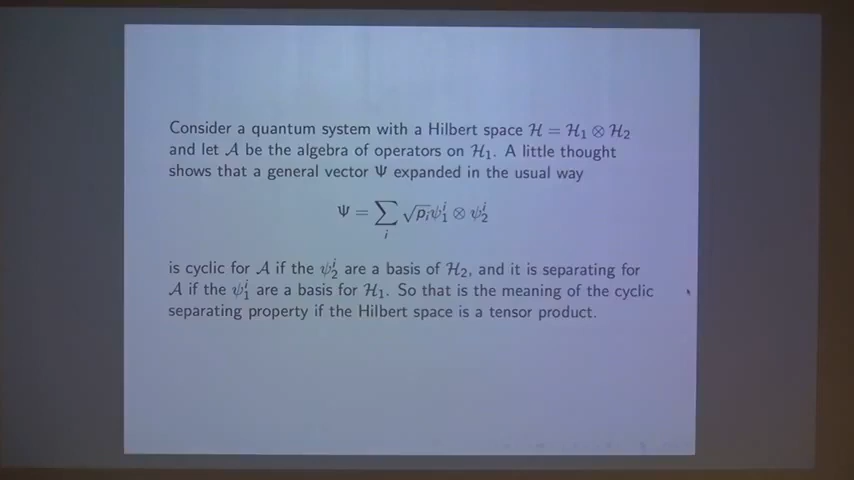 Consider a quantum system with a Hilbert space ℋ = ℋ₁ ⊗ ℋ₂
and let 𝒜 be the algebra of operators on ℋ₁. A little thought
shows that a general vector Ψ expanded in the usual way
Ψ = ∑ᵢ √pᵢ ψ₁ⁱ ⊗ ψ₂ⁱ
is cyclic for 𝒜 if the ψ₂ⁱ are a basis of ℋ₂, and it is separating for
𝒜 if the ψ₁ⁱ are a basis for ℋ₁. So that is the meaning of the cyclic
separating property if the Hilbert space is a tensor product.